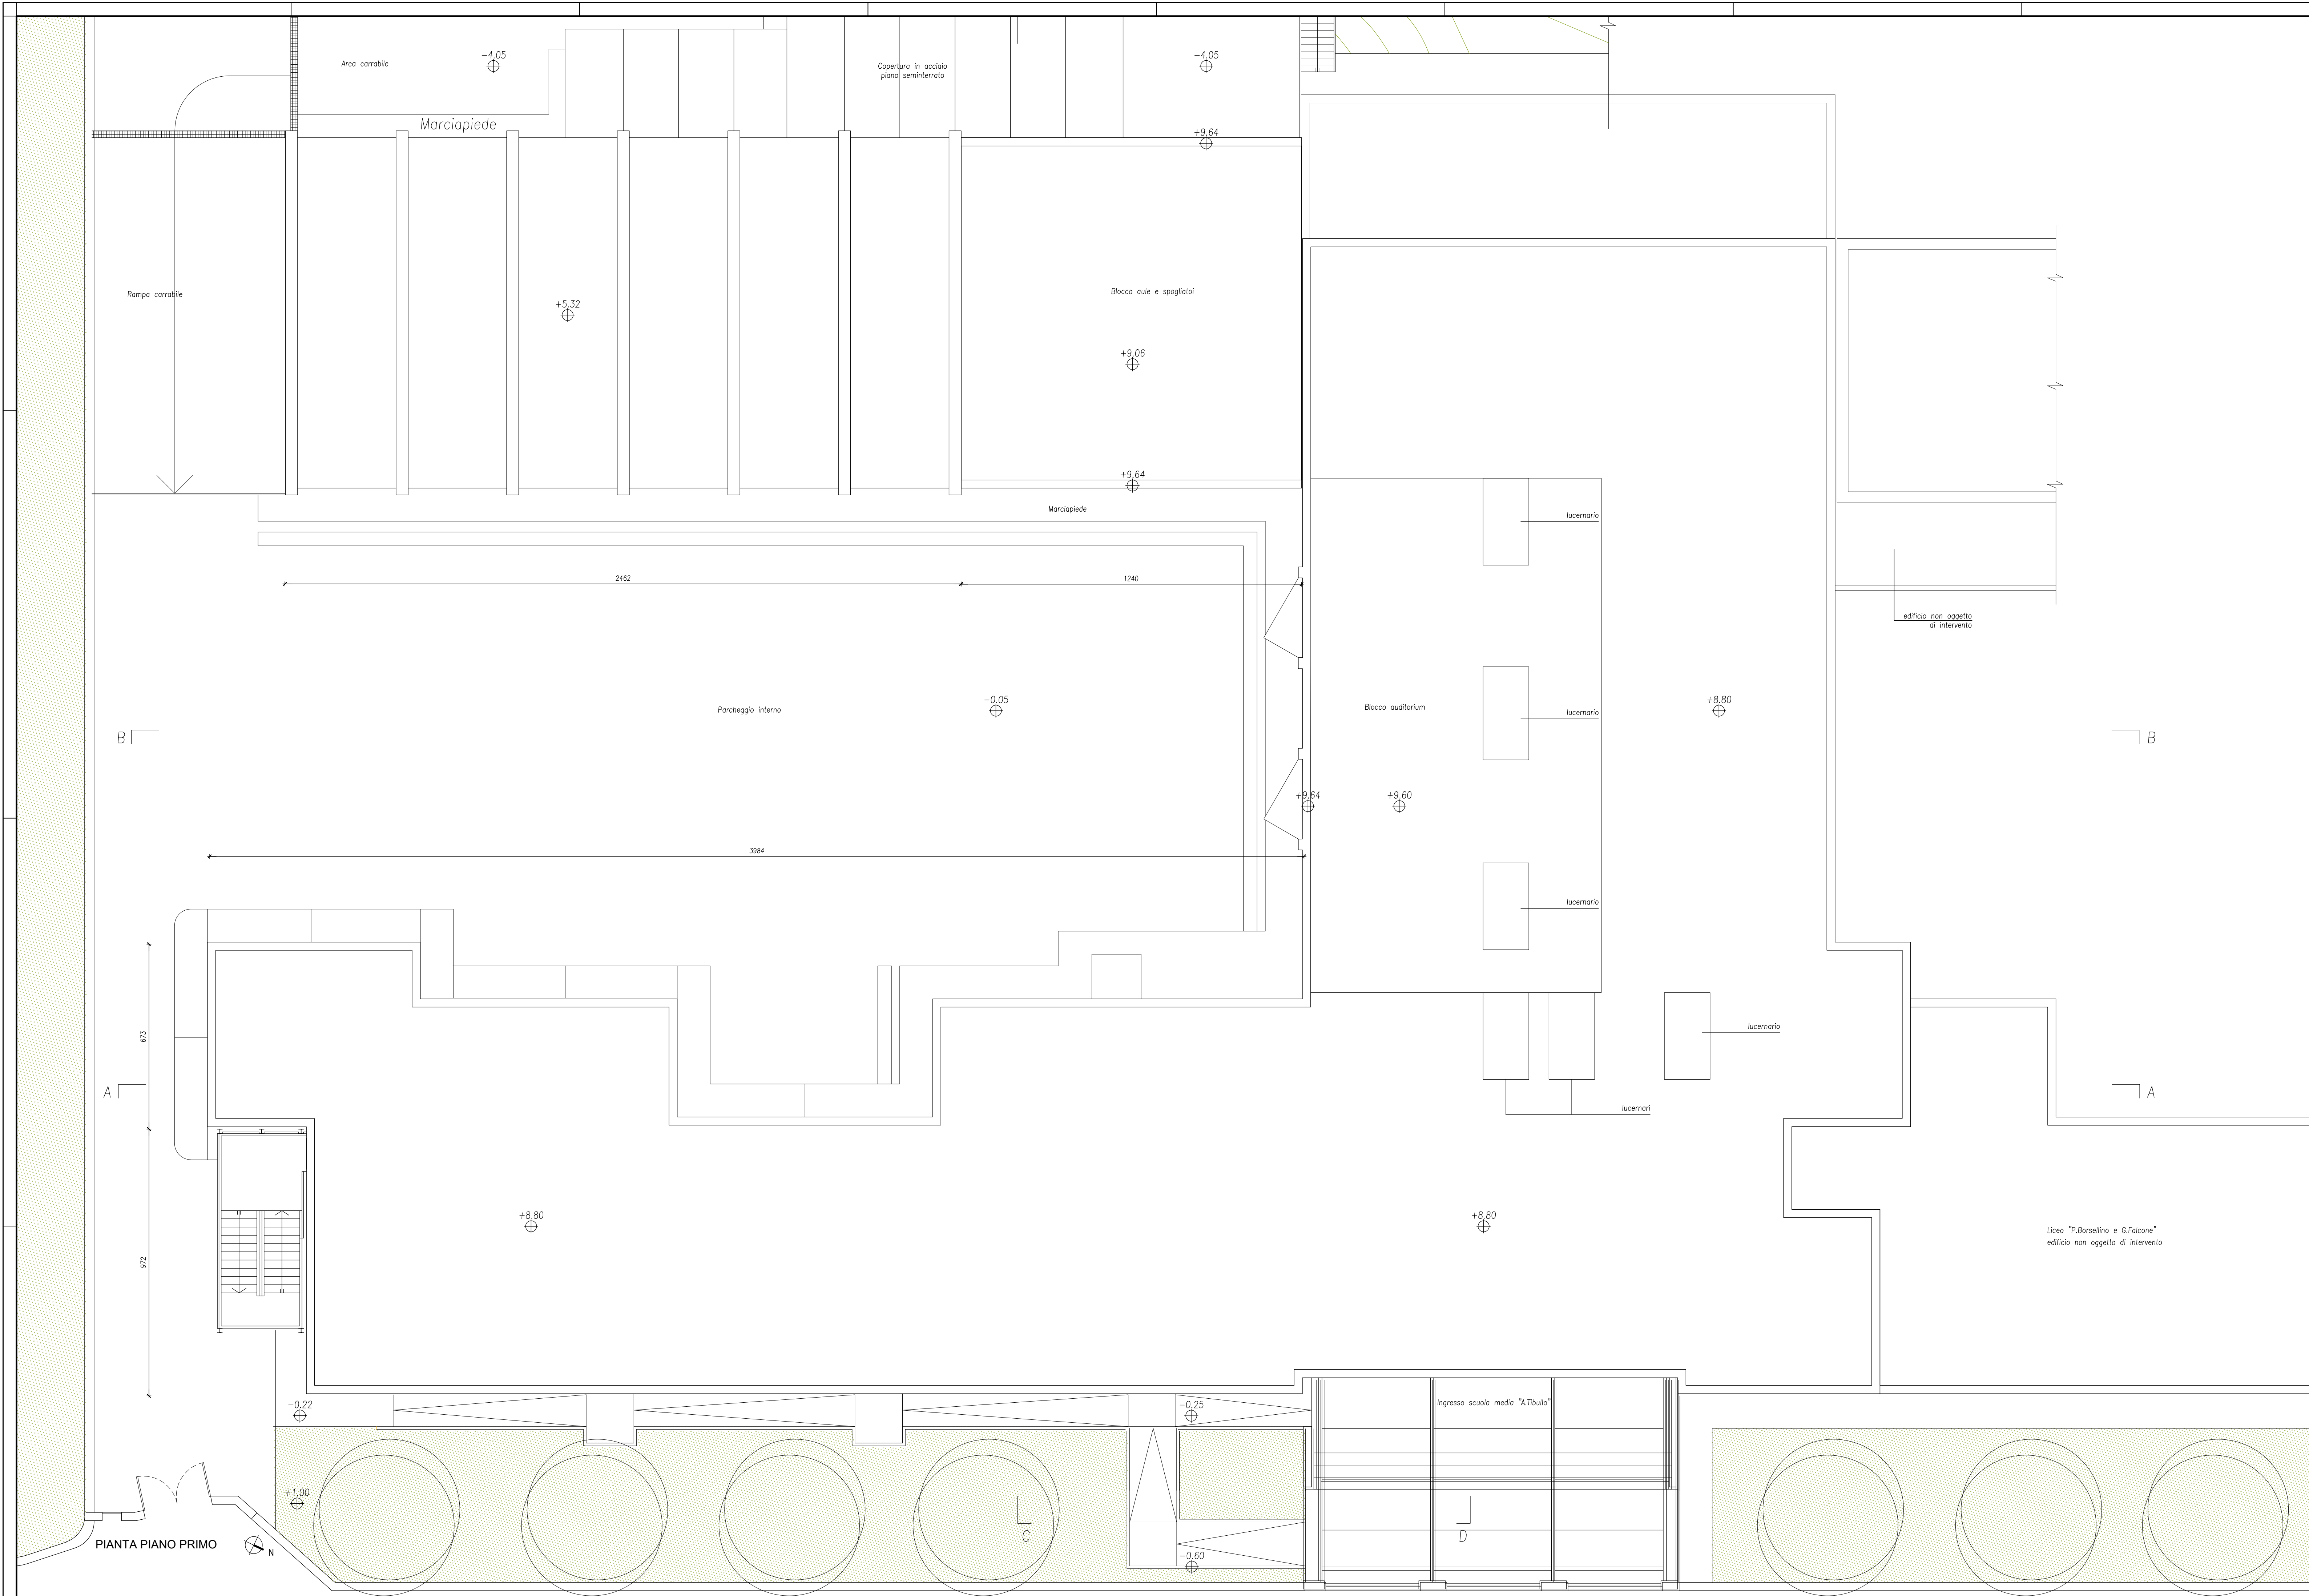 Area carrabile
-4,05
Copertura in acciaio
piano seminterrato
-4,05
Marciapiede
+9,64
Rampa carrabile
+5,32
Blocco aule e spogliatoi
+9,06
+9,64
Marciapiede
lucernario
2462
1240
edificio non oggetto
di intervento
Parcheggio interno
-0,05
Blocco auditorium
lucernario
+8,80
B
B
+9,64
+9,60
3984
lucernario
673
lucernario
A
A
lucernari
+8,80
+8,80
Liceo "P.Borsellino e G.Falcone"
edificio non oggetto di intervento
972
-0,22
-0,25
Ingresso scuola media "A.Tibullo"
+1,00
C
D
PIANTA PIANO PRIMO
N
-0,60